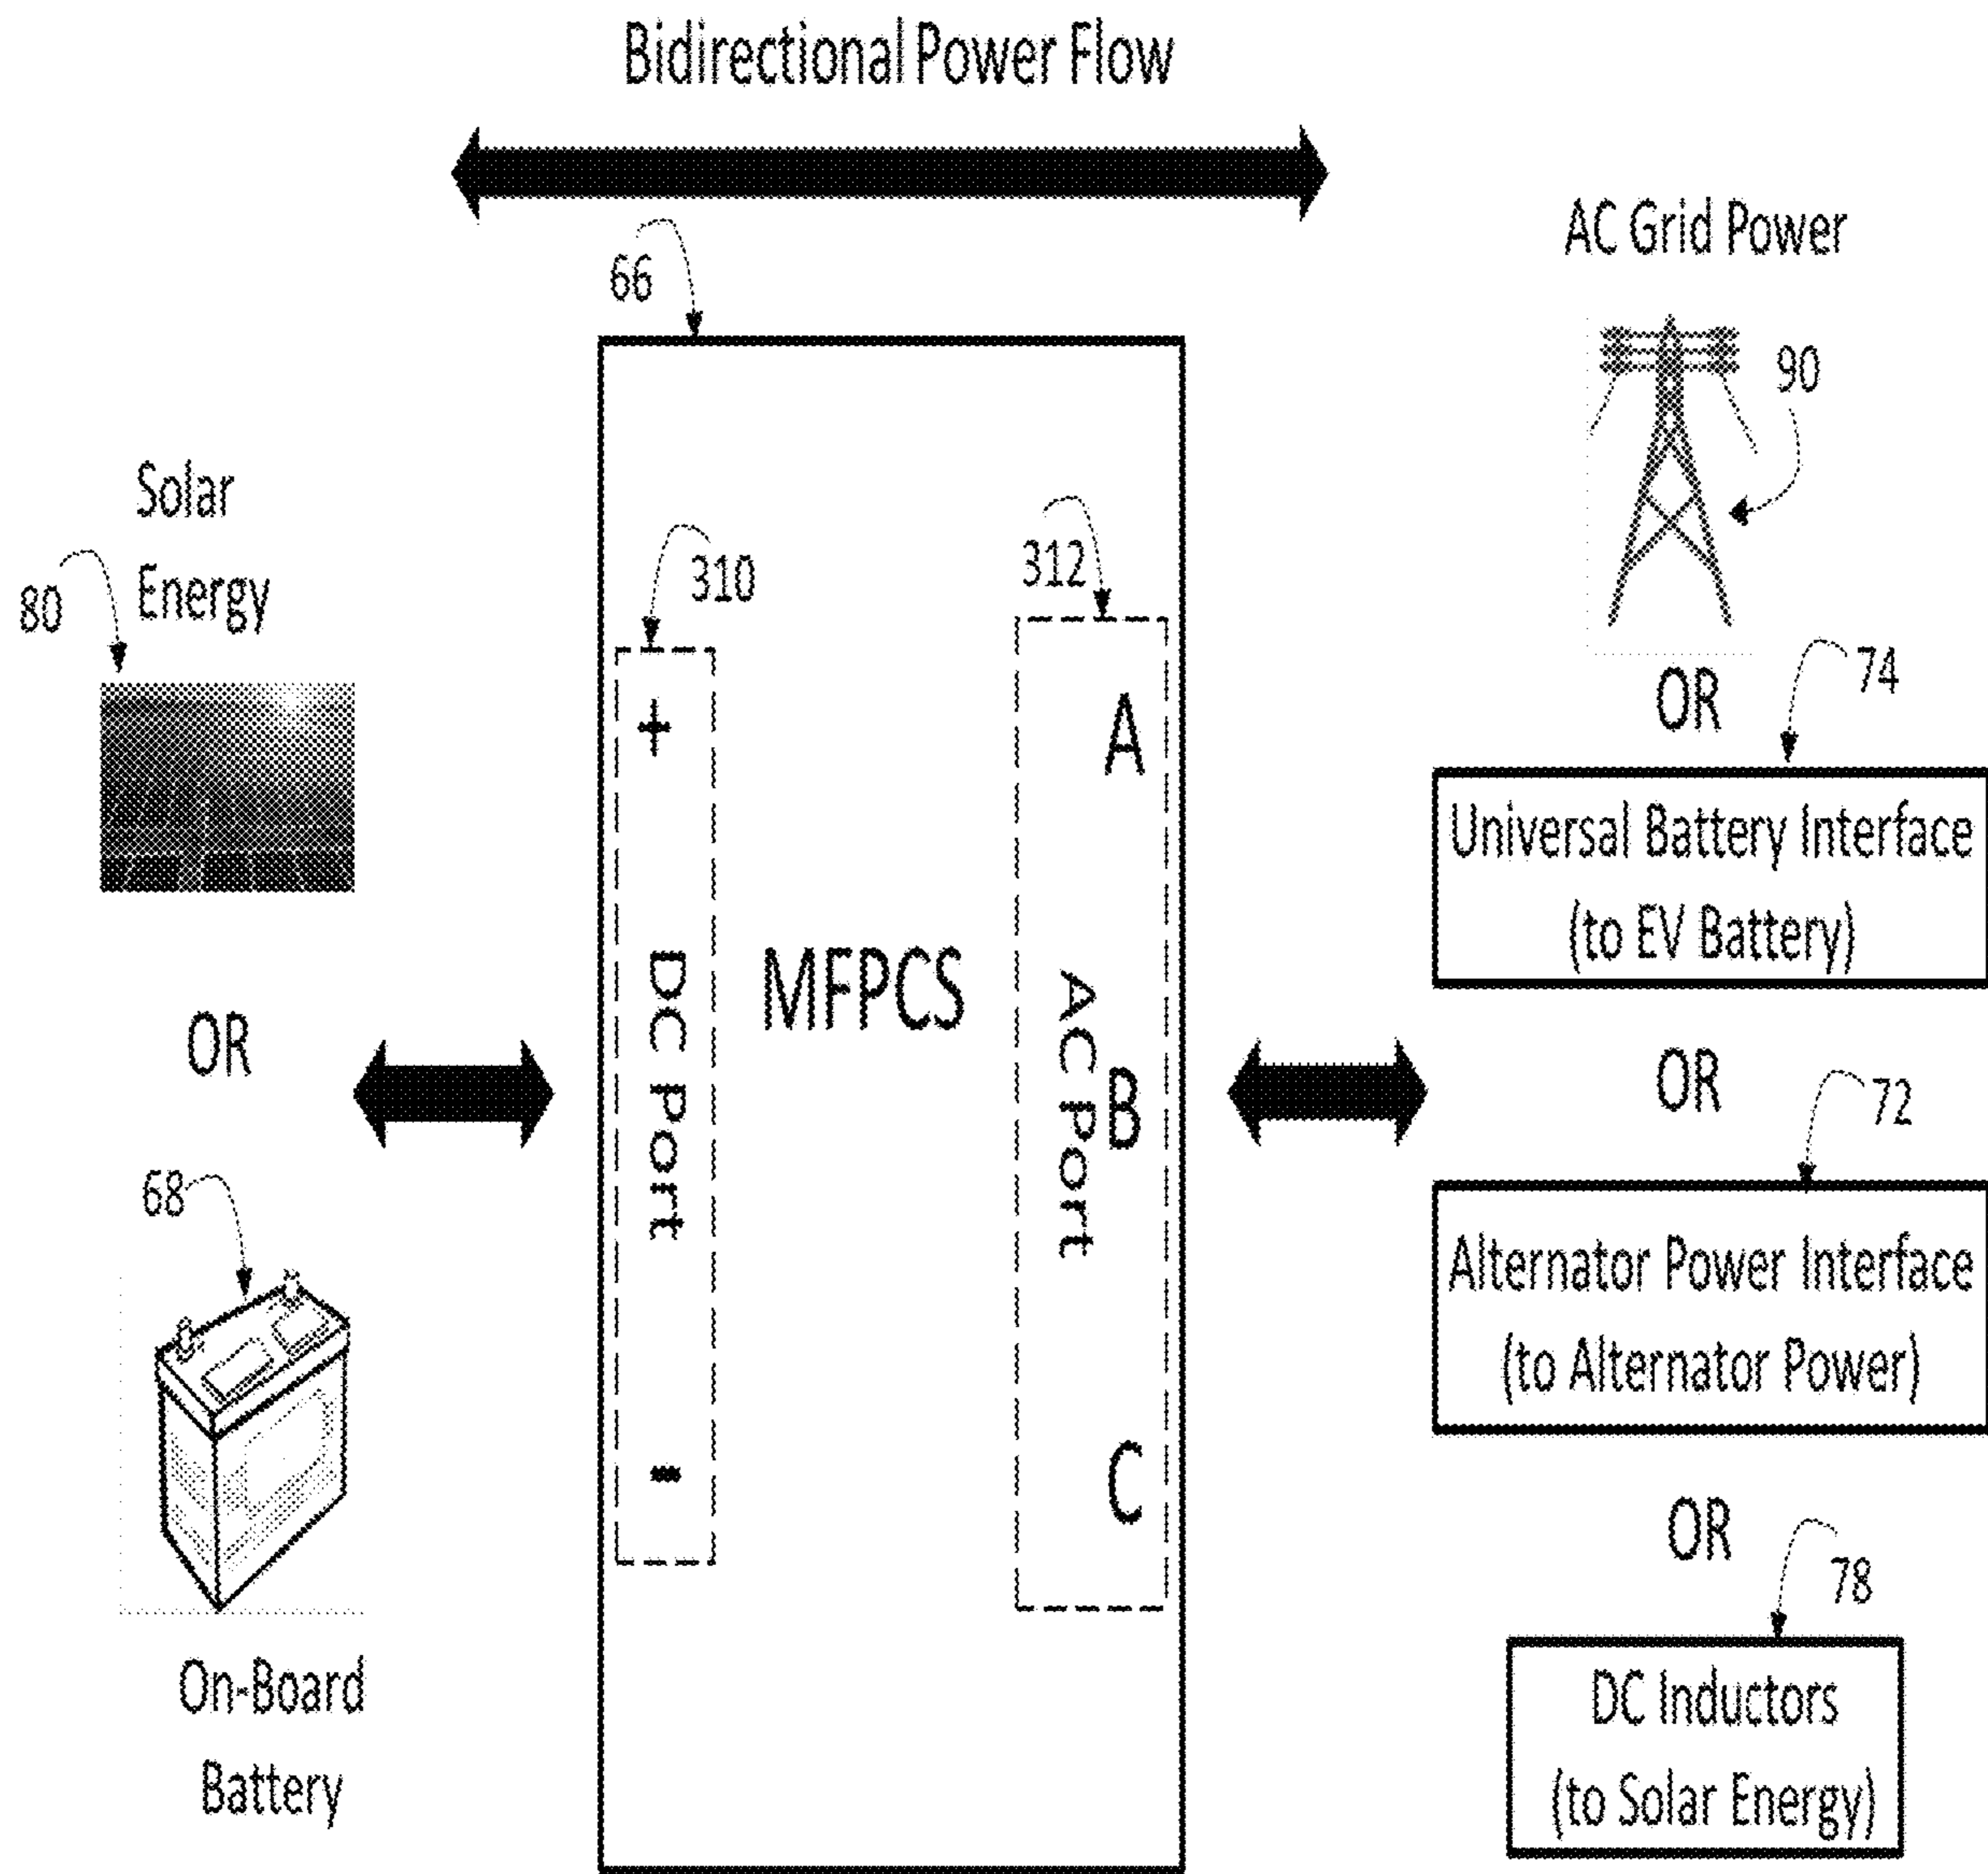 Bidirectional Power Flow
66
AC Grid Power
90
Solar
Energy
80
310
312
OR
74
+
A
Universal Battery Interface
(to EV Battery)
DC Port
MFPCS
AC Port
OR
B
OR
72
68
Alternator Power Interface
(to Alternator Power)
-
C
OR
78
On-Board
Battery
DC Inductors
(to Solar Energy)